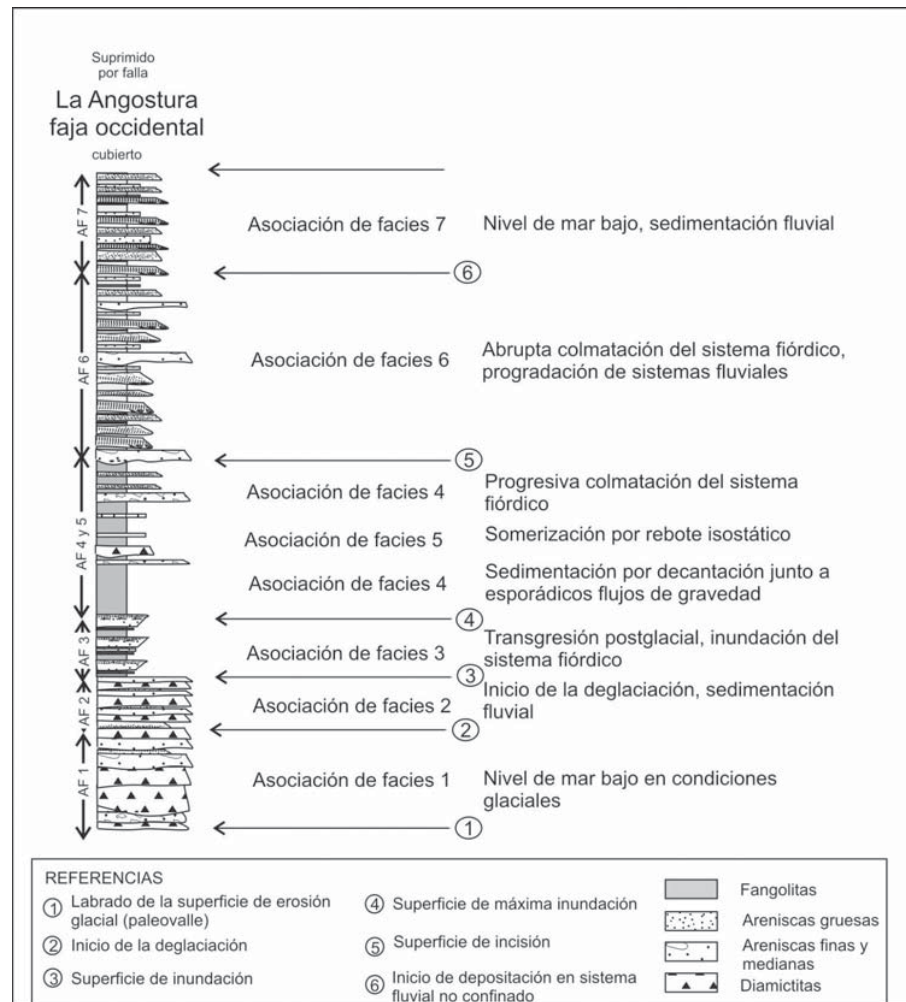 Suprimido
por falla
La Angostura
faja occidental
cubierto
AF 7
Asociación de facies 7
Nivel de mar bajo, sedimentación fluvial
6
AF 6
Asociación de facies 6
Abrupta colmatación del sistema fiórdico,
progradación de sistemas fluviales
5
AF 4 y 5
Asociación de facies 4
Progresiva colmatación del sistema
fiórdico
Asociación de facies 5
Somerización por rebote isostático
Asociación de facies 4
Sedimentación por decantación junto a
esporádicos flujos de gravedad
4
AF 3
Asociación de facies 3
Transgresión postglacial, inundación del
sistema fiórdico
3
AF 2
Asociación de facies 2
Inicio de la deglaciación, sedimentación
fluvial
2
AF 1
Asociación de facies 1
Nivel de mar bajo en condiciones
glaciales
1
REFERENCIAS
1 Labrado de la superficie de erosión
glacial (paleovalle)
2 Inicio de la deglaciación
3 Superficie de inundación
4 Superficie de máxima inundación
5 Superficie de incisión
6 Inicio de depositación en sistema
fluvial no confinado
Fangolitas
Areniscas gruesas
Areniscas finas y
medianas
Diamictitas